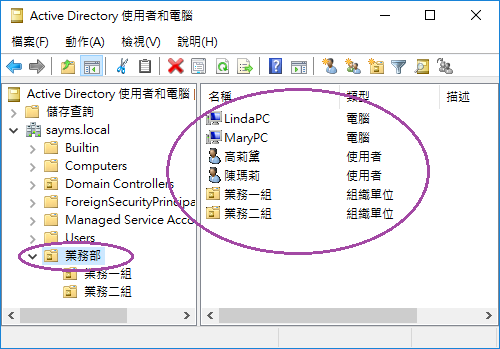 Active Directory 使用者和電腦
檔案(F) 動作(A) 檢視(V) 說明(H)
Active Directory 使用者和電腦
儲存查詢
sayms.local
Builtin
Computers
Domain Controllers
ForeignSecurityPrincipa
Managed Service Acco
Users
業務部
業務一組
業務二組
名稱 類型 描述
LindaPC 電腦
MaryPC 電腦
高莉黛 使用者
陳瑪莉 使用者
業務一組 組織單位
業務二組 組織單位